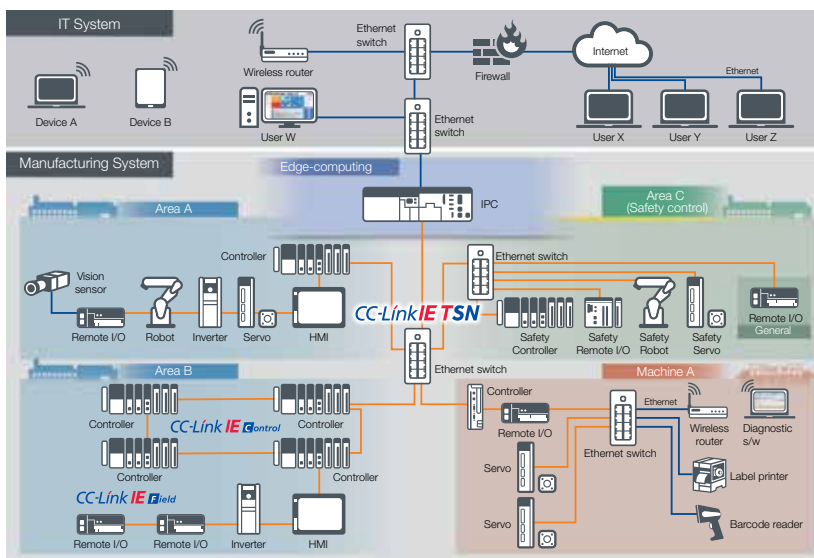 IT System
Ethernet
switch
Wireless router
Firewall
Internet
Ethernet
Device A
Device B
User W
Ethernet
switch
User X
User Y
User Z
Manufacturing System
Edge-computing
IPC
Area A
Area C
(Safety control)
Controller
Ethernet switch
Vision
sensor
CC-Link IE TSN
Remote I/O
Robot
Inverter
Servo
HMI
Safety
Controller
Safety
Remote I/O
Safety
Robot
Safety
Servo
Remote I/O
General
Ethernet switch
Area B
Machine A
Controller
Controller
CC-Link IE Control
Controller
Remote I/O
Ethernet
Wireless
router
Diagnostic
s/w
Ethernet switch
Controller
Controller
Servo
Label printer
CC-Link IE Field
Servo
Barcode reader
Remote I/O
Remote I/O
Inverter
HMI